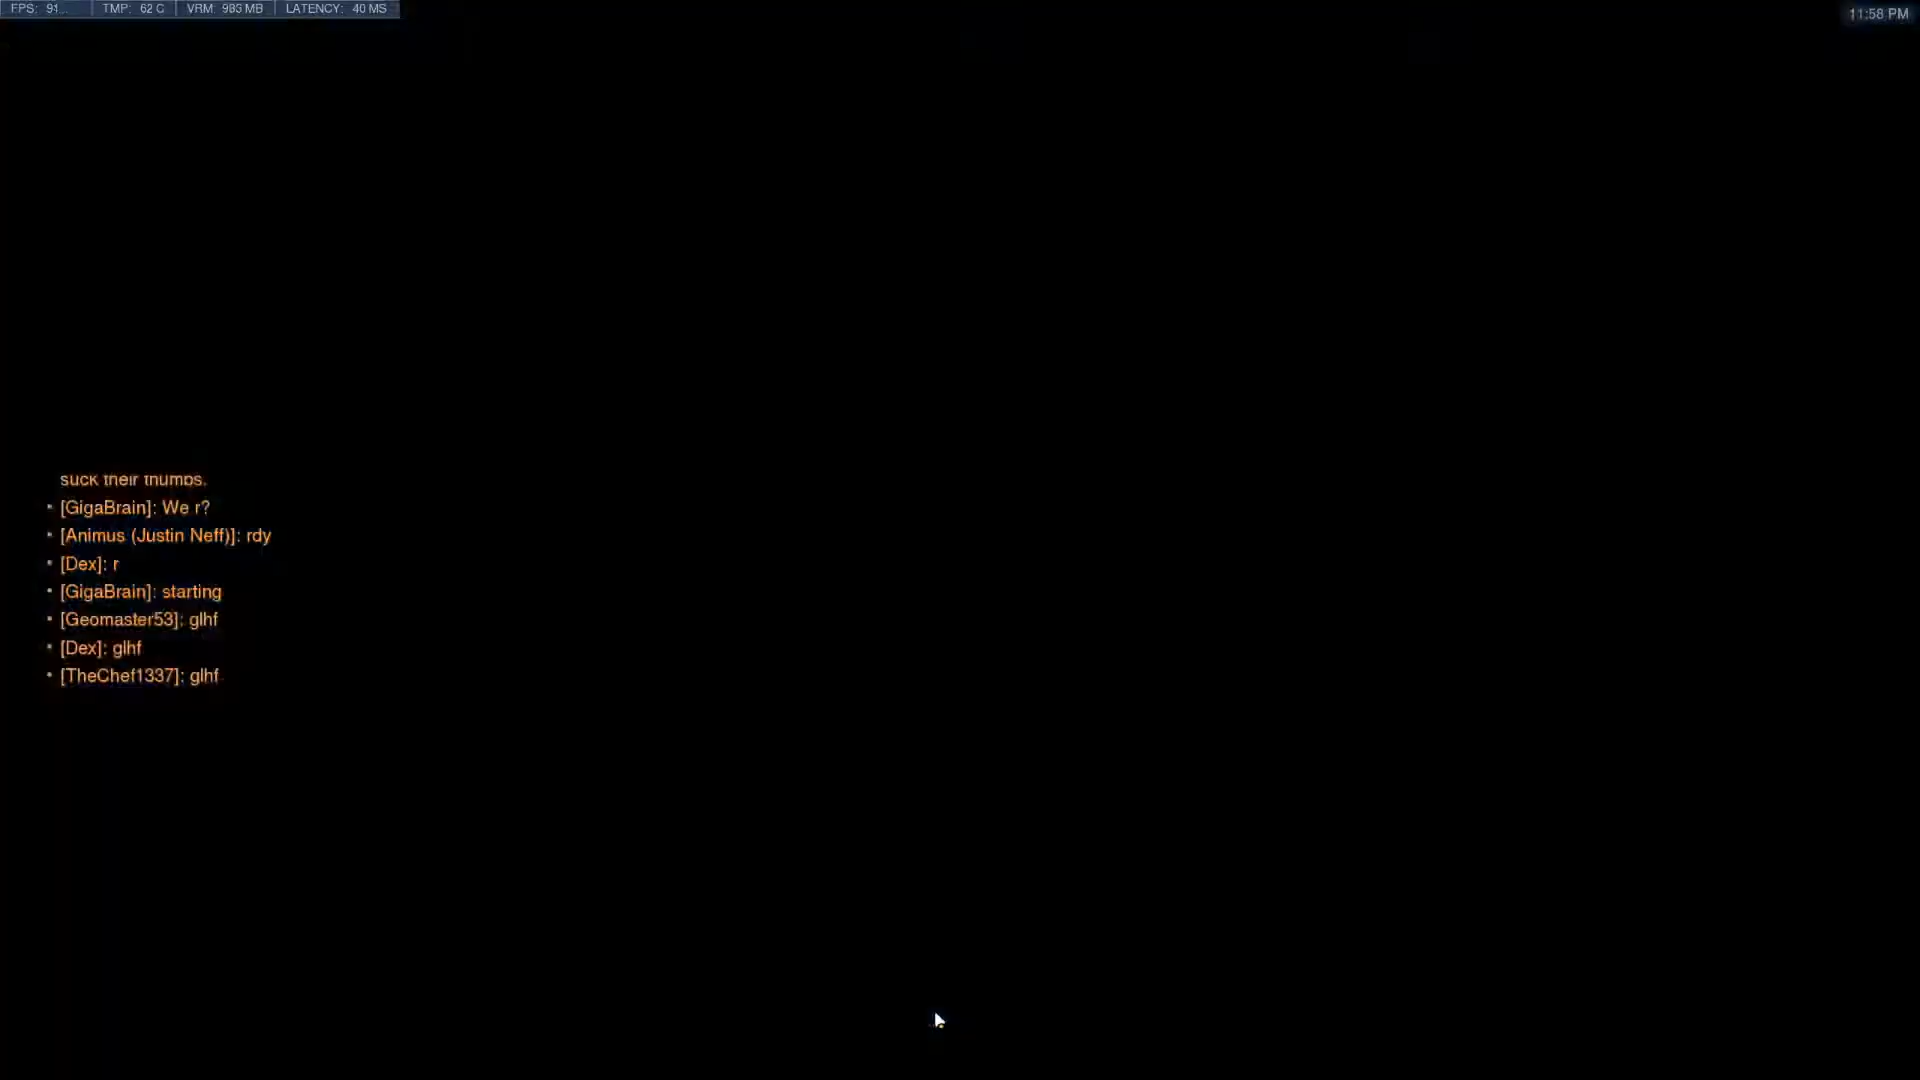 FPS: 91 TMP: 62 C VRM: 983 MB LATENCY: 40 MS
11:58 PM
suck their thumbs.
[GigaBrain]: We r?
[Animus (Justin Neff)]: rdy
[Dex]: r
[GigaBrain]: starting
[Geomaster53]: glhf
[Dex]: glhf
[TheChef1337]: glhf